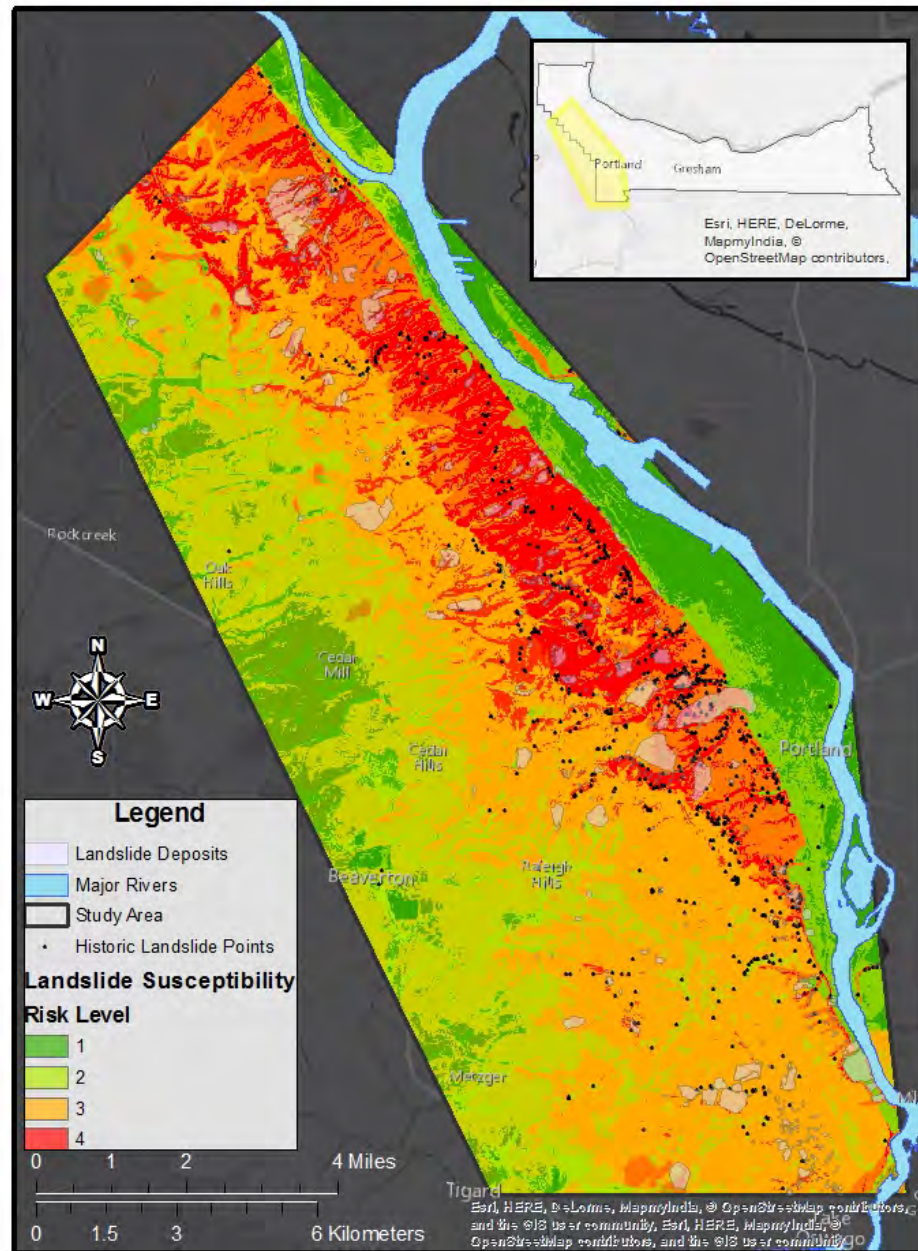 Portland
Gresham
Esri, HERE, DeLorme,
MapmyIndia, ©
OpenStreetMap contributors,
Rockcreek
Oak
Hills
Cedar
Mill
N
W
E
S
Cedar
Hills
Portland
Legend
Landslide Deposits
Major Rivers
Study Area
Historic Landslide Points
Landslide Susceptibility
Risk Level
1
2
3
4
Beaverton
Raleigh
Hills
Metzger
Mil
0 1 2 4 Miles
0 1.5 3 6 Kilometers
Tigard
Esri, HERE, DeLorme, MapmyIndia, © OpenStreetMap contributors,
and the GIS user community, Esri, HERE, MapmyIndia, ©
OpenStreetMap contributors, and the GIS user community
Lake
Oswego